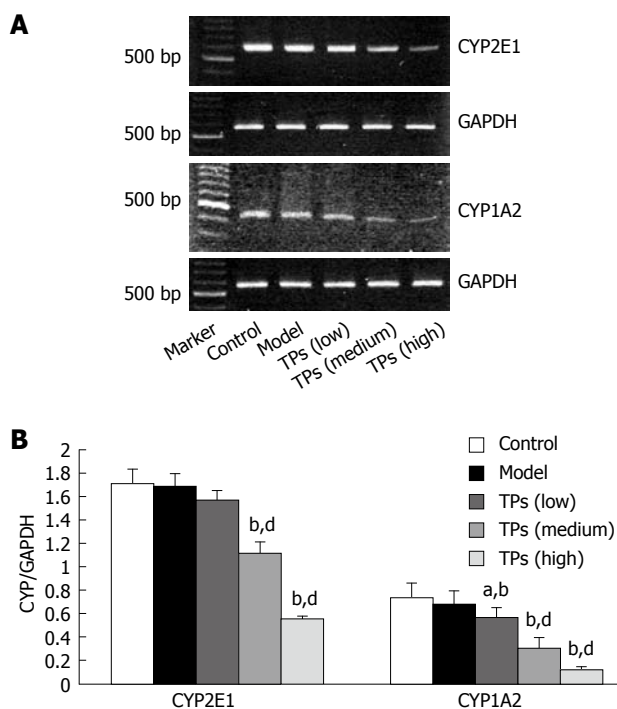 A
500 bp
CYP2E1
500 bp
GAPDH
500 bp
CYP1A2
500 bp
GAPDH
Marker
Control
Model
TPs (low)
TPs (medium)
TPs (high)
B
CYP/GAPDH
2
1.8
1.6
1.4
1.2
1
0.8
0.6
0.4
0.2
0
b,d
b,d
a,b
b,d
b,d
Control
Model
TPs (low)
TPs (medium)
TPs (high)
CYP2E1
CYP1A2